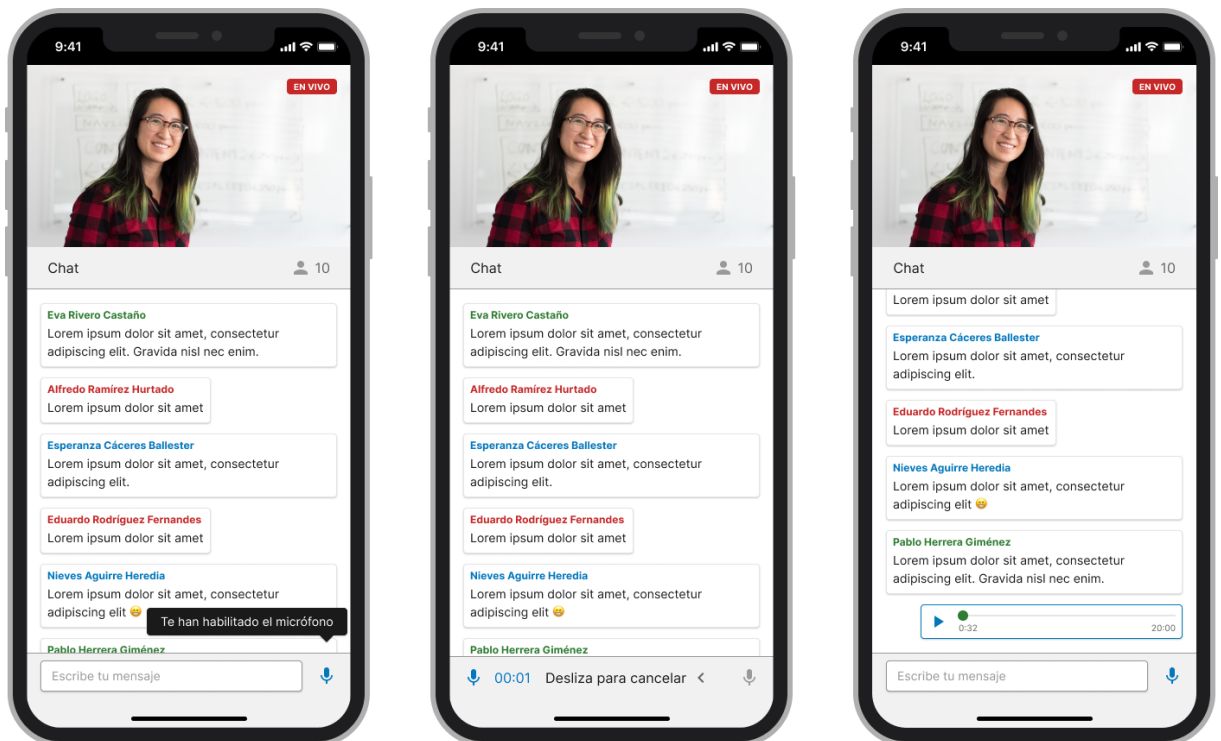 9:41
EN VIVO
Chat
10
Eva Rivero Castaño
Lorem ipsum dolor sit amet, consectetur
adipiscing elit. Gravida nisl nec enim.
Alfredo Ramírez Hurtado
Lorem ipsum dolor sit amet
Esperanza Cáceres Ballester
Lorem ipsum dolor sit amet, consectetur
adipiscing elit.
Eduardo Rodríguez Fernandes
Lorem ipsum dolor sit amet
Nieves Aguirre Heredia
Lorem ipsum dolor sit amet, consectetur
adipiscing elit 😁
Te han habilitado el micrófono
Pablo Herrera Giménez
Escribe tu mensaje
9:41
EN VIVO
Chat
10
Eva Rivero Castaño
Lorem ipsum dolor sit amet, consectetur
adipiscing elit. Gravida nisl nec enim.
Alfredo Ramírez Hurtado
Lorem ipsum dolor sit amet
Esperanza Cáceres Ballester
Lorem ipsum dolor sit amet, consectetur
adipiscing elit.
Eduardo Rodríguez Fernandes
Lorem ipsum dolor sit amet
Nieves Aguirre Heredia
Lorem ipsum dolor sit amet, consectetur
adipiscing elit 😁
Pablo Herrera Giménez
00:01 Desliza para cancelar <
9:41
EN VIVO
Chat
10
Lorem ipsum dolor sit amet
Esperanza Cáceres Ballester
Lorem ipsum dolor sit amet, consectetur
adipiscing elit.
Eduardo Rodríguez Fernandes
Lorem ipsum dolor sit amet
Nieves Aguirre Heredia
Lorem ipsum dolor sit amet, consectetur
adipiscing elit 😁
Pablo Herrera Giménez
Lorem ipsum dolor sit amet, consectetur
adipiscing elit. Gravida nisl nec enim.
0:32
20:00
Escribe tu mensaje